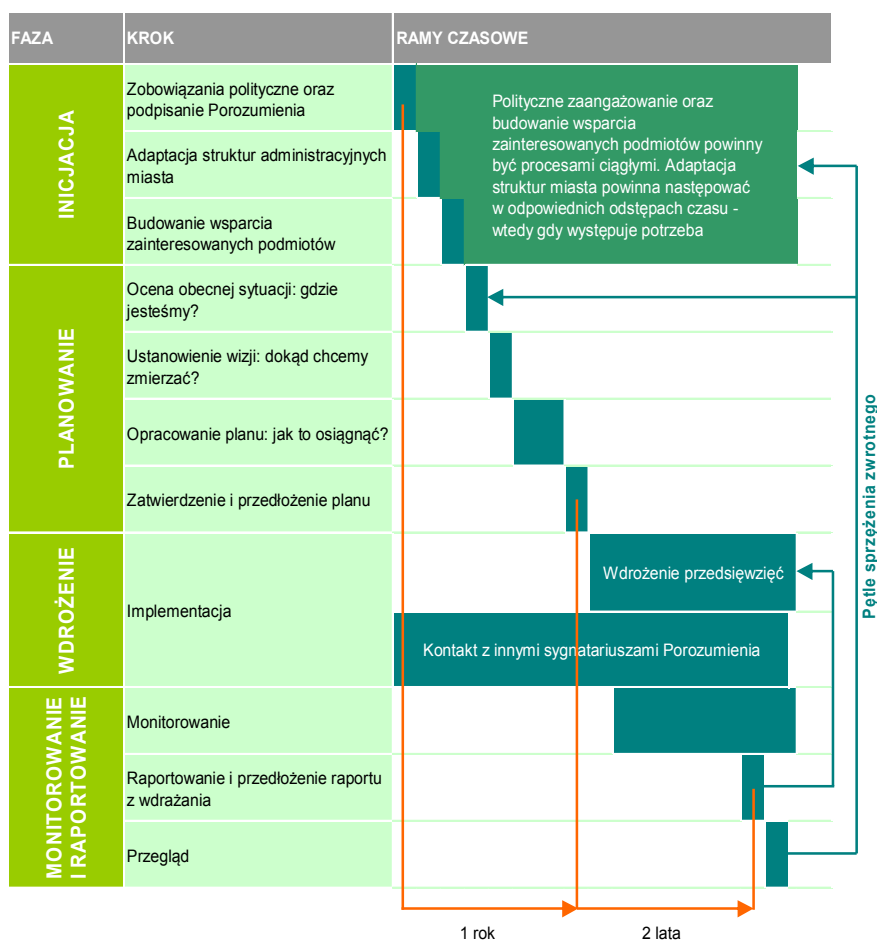 FAZA
KROK
RAMY CZASOWE
INICJACJA
Zobowiązania polityczne oraz
podpisanie Porozumienia
Adaptacja struktur administracyjnych
miasta
Budowanie wsparcia
zainteresowanych podmiotów
Polityczne zaangażowanie oraz
budowanie wsparcia
zainteresowanych podmiotów powinny
być procesami ciągłymi. Adaptacja
struktur miasta powinna następować
w odpowiednich odstępach czasu -
wtedy gdy występuje potrzeba
PLANOWANIE
Ocena obecnej sytuacji: gdzie
jesteśmy?
Ustanowienie wizji: dokąd chcemy
zmierzać?
Opracowanie planu: jak to osiągnąć?
Zatwierdzenie i przedłożenie planu
WDROŻENIE
Implementacja
Wdrożenie przedsięwzięć
Kontakt z innymi sygnatariuszami Porozumienia
MONITOROWANIE
I RAPORTOWANIE
Monitorowanie
Raportowanie i przedłożenie raportu
z wdrażania
Przegląd
Pętle sprzężenia zwrotnego
1 rok
2 lata